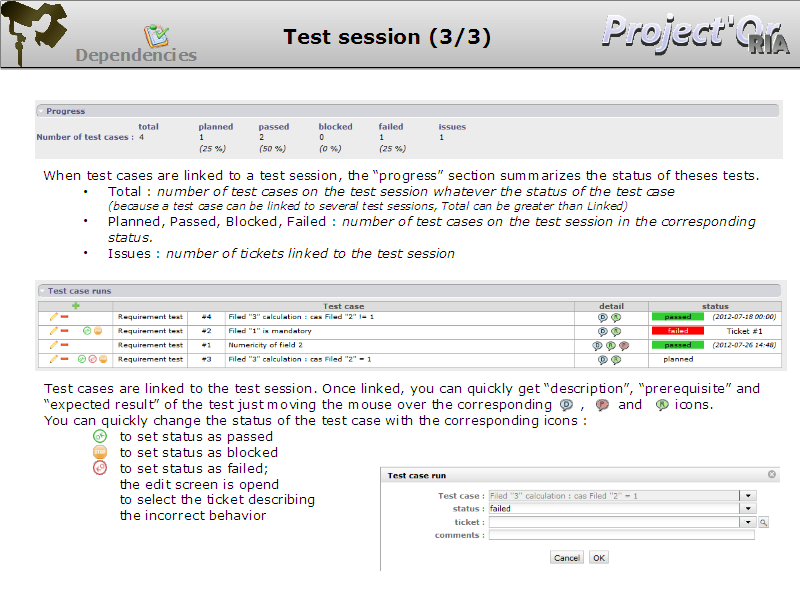 Dependencies
Test session (3/3)
Project'Or
RIA
Progress
total planned passed blocked failed issues
Number of test cases : 4 1 2 0 1 1
(25 %) (50 %) (0 %) (25 %)
When test cases are linked to a test session, the “progress” section summarizes the status of theses tests.
• Total : number of test cases on the test session whatever the status of the test case
(because a test case can be linked to several test sessions, Total can be greater than Linked)
• Planned, Passed, Blocked, Failed : number of test cases on the test session in the corresponding
status.
• Issues : number of tickets linked to the test session
Test case runs
Test case detail status
Requirement test #4 Filed "3" calculation : cas Filed "2" != 1 D R passed (2012-07-18 00:00)
Requirement test #2 Filed "1" is mandatory D R failed Ticket #1
Requirement test #1 Numericity of field 2 D R P passed (2012-07-26 14:48)
Requirement test #3 Filed "3" calculation : cas Filed "2" = 1 D R planned
Test cases are linked to the test session. Once linked, you can quickly get “description”, “prerequisite” and
“expected result” of the test just moving the mouse over the corresponding D , P and R icons.
You can quickly change the status of the test case with the corresponding icons :
OK to set status as passed
to set status as blocked
KO to set status as failed;
the edit screen is opend
to select the ticket describing
the incorrect behavior
Test case run
Test case : Filed "3" calculation : cas Filed "2" = 1
status : failed
ticket :
comments :
Cancel OK